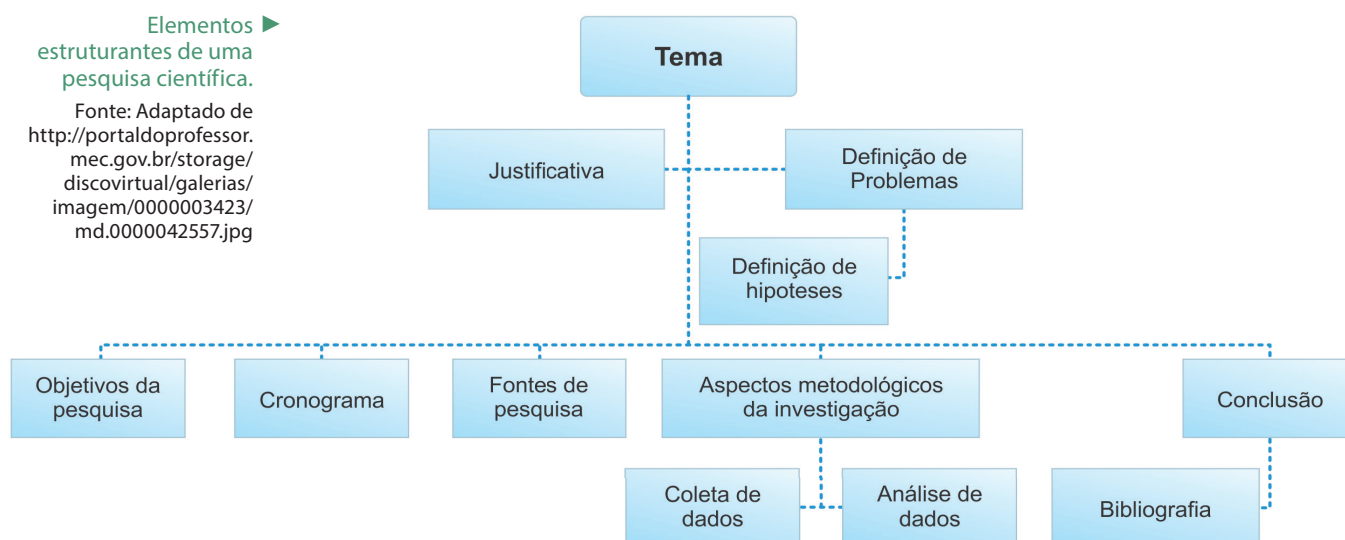 Elementos
estruturantes de uma
pesquisa científica.
Fonte: Adaptado de
http://portaldoprofessor.
mec.gov.br/storage/
discovirtual/galerias/
imagem/0000003423/
md.0000042557.jpg
Tema
Justificativa
Definição de
Problemas
Definição de
hipoteses
Objetivos da
pesquisa
Cronograma
Fontes de
pesquisa
Aspectos metodológicos
da investigação
Conclusão
Coleta de
dados
Análise de
dados
Bibliografia